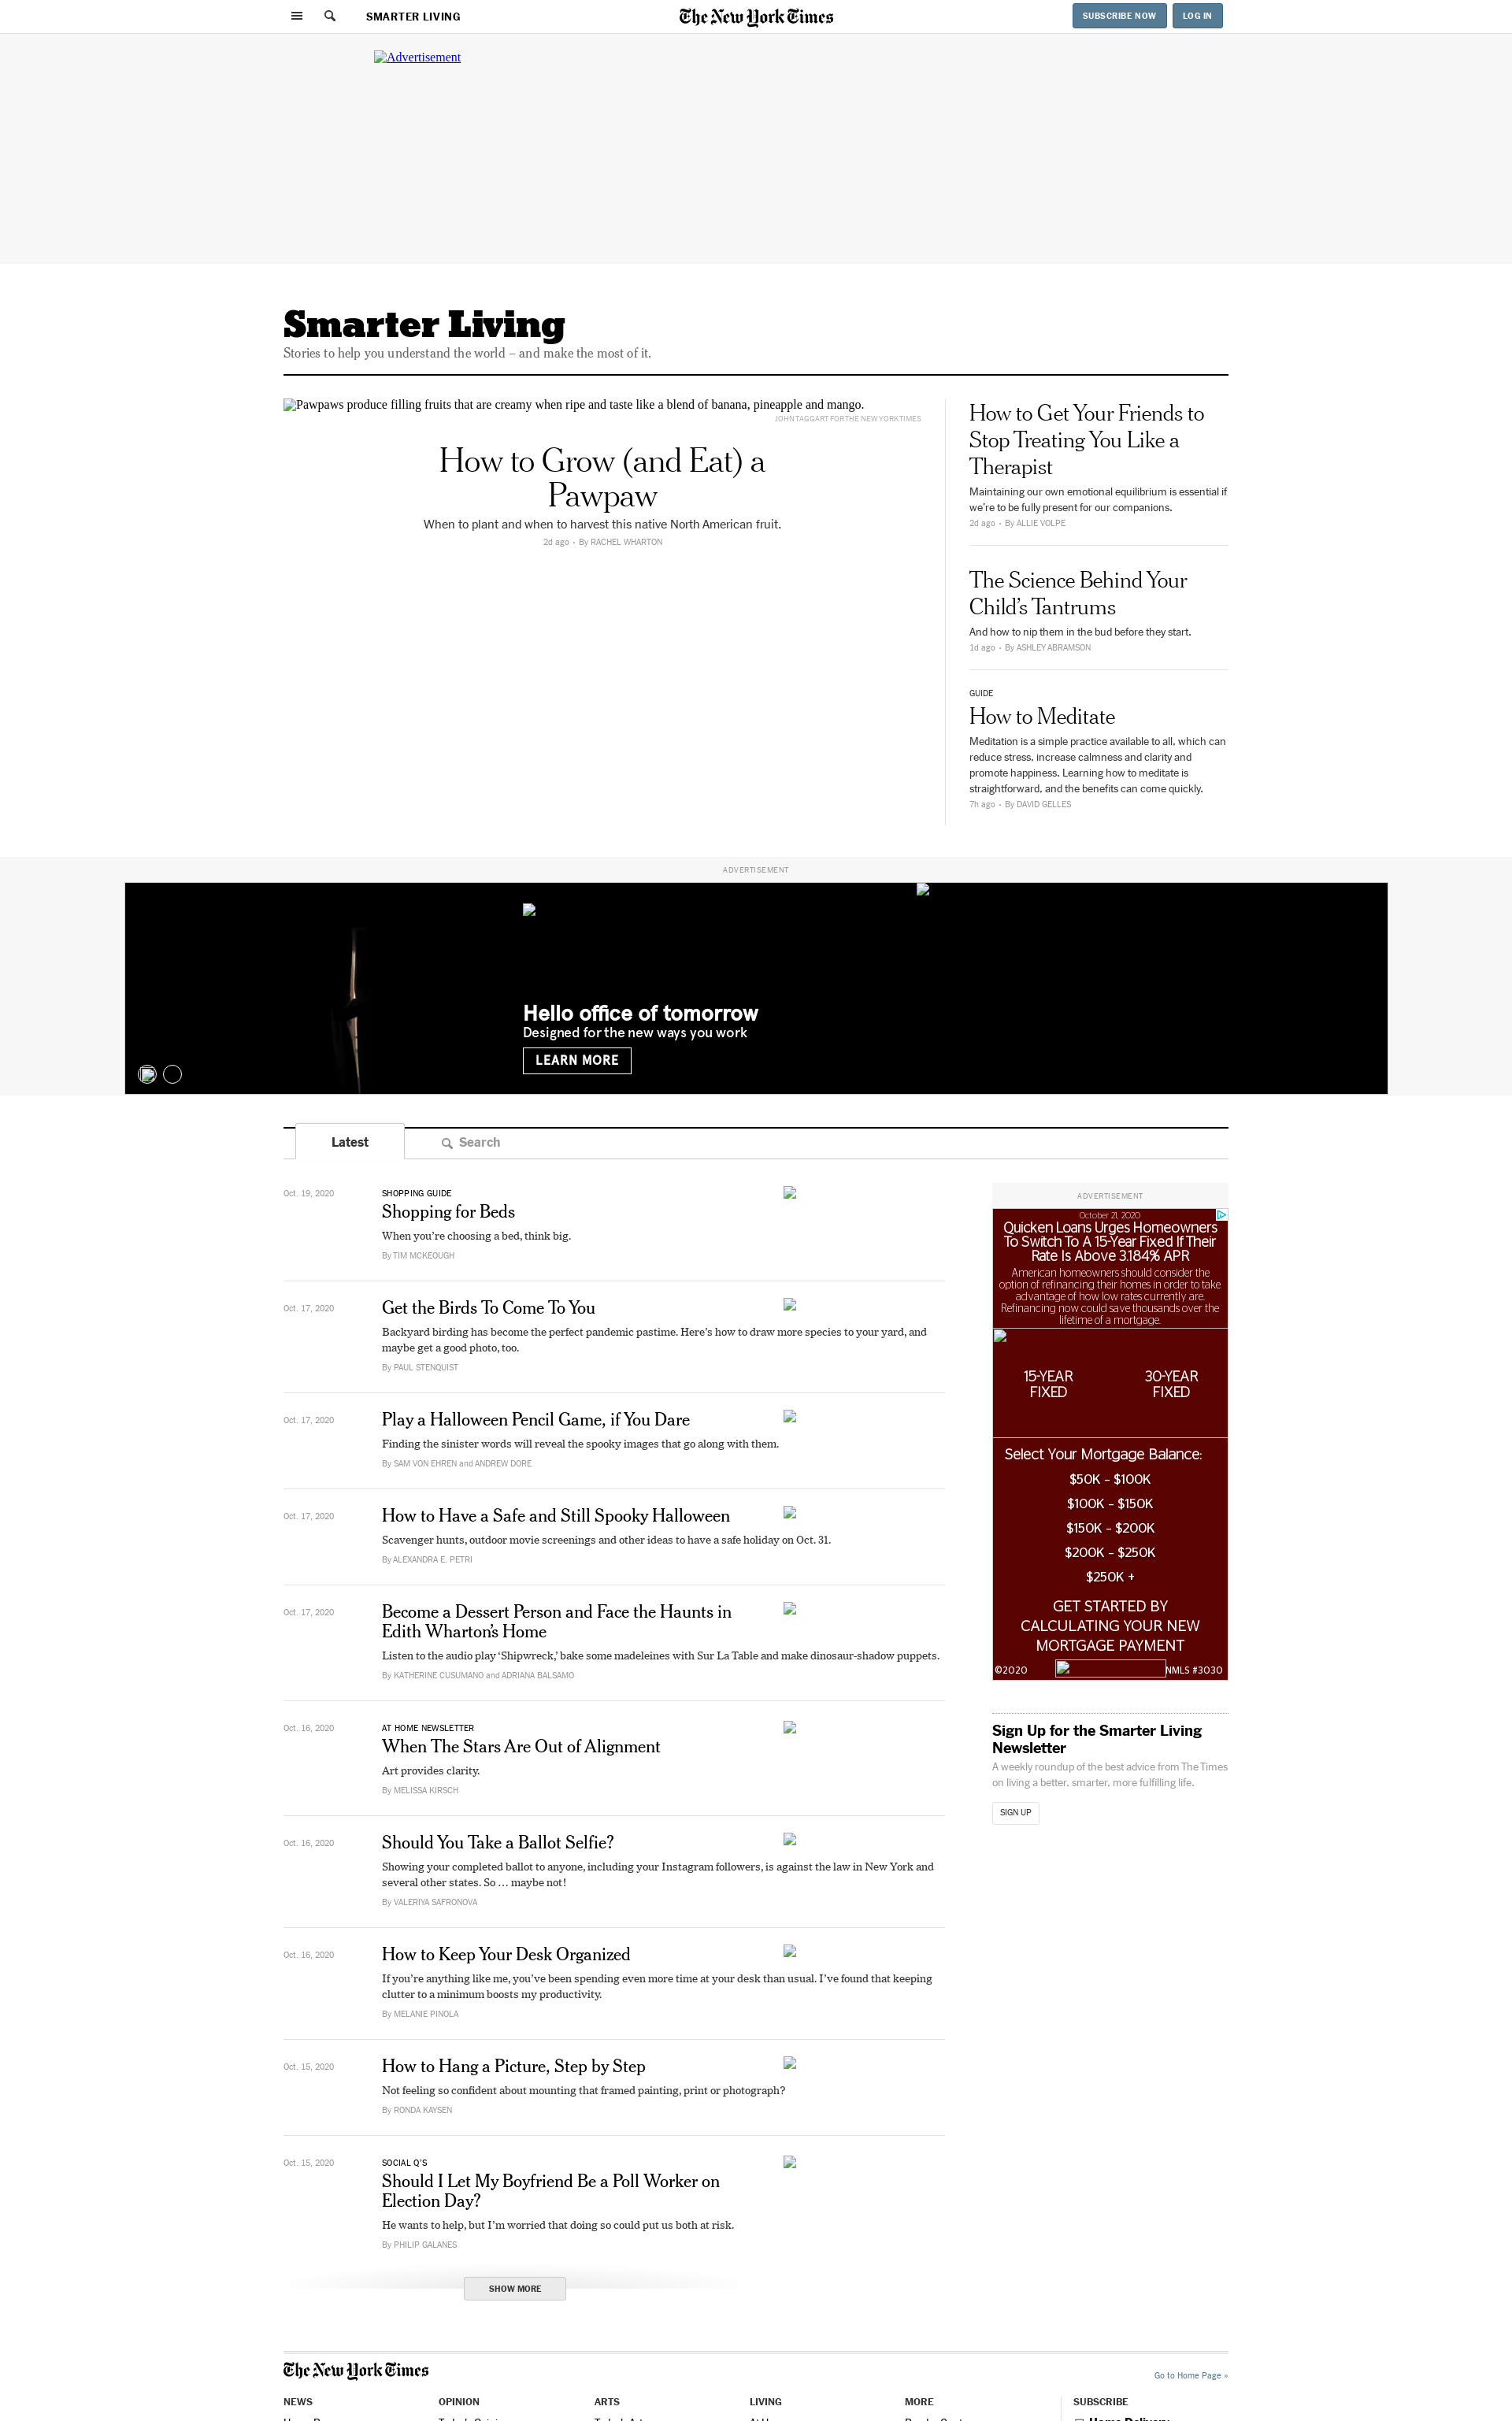 SMARTER LIVING
The New York Times
SUBSCRIBE NOW
LOG IN
Advertisement
Smarter Living
Stories to help you understand the world – and make the most of it.
Pawpaws produce filling fruits that are creamy when ripe and taste like a blend of banana, pineapple and mango.
JOHN TAGGART FOR THE NEW YORK TIMES
How to Grow (and Eat) a
Pawpaw
When to plant and when to harvest this native North American fruit.
2d ago • By RACHEL WHARTON
How to Get Your Friends to
Stop Treating You Like a
Therapist
Maintaining our own emotional equilibrium is essential if
we’re to be fully present for our companions.
2d ago • By ALLIE VOLPE
The Science Behind Your
Child’s Tantrums
And how to nip them in the bud before they start.
1d ago • By ASHLEY ABRAMSON
GUIDE
How to Meditate
Meditation is a simple practice available to all, which can
reduce stress, increase calmness and clarity and
promote happiness. Learning how to meditate is
straightforward, and the benefits can come quickly.
7h ago • By DAVID GELLES
ADVERTISEMENT
Hello office of tomorrow
Designed for the new ways you work
LEARN MORE
Latest
Search
Oct. 19, 2020
SHOPPING GUIDE
Shopping for Beds
When you’re choosing a bed, think big.
By TIM MCKEOUGH
Oct. 17, 2020
Get the Birds To Come To You
Backyard birding has become the perfect pandemic pastime. Here’s how to draw more species to your yard, and
maybe get a good photo, too.
By PAUL STENQUIST
Oct. 17, 2020
Play a Halloween Pencil Game, if You Dare
Finding the sinister words will reveal the spooky images that go along with them.
By SAM VON EHREN and ANDREW DORE
Oct. 17, 2020
How to Have a Safe and Still Spooky Halloween
Scavenger hunts, outdoor movie screenings and other ideas to have a safe holiday on Oct. 31.
By ALEXANDRA E. PETRI
Oct. 17, 2020
Become a Dessert Person and Face the Haunts in
Edith Wharton’s Home
Listen to the audio play ‘Shipwreck,’ bake some madeleines with Sur La Table and make dinosaur-shadow puppets.
By KATHERINE CUSUMANO and ADRIANA BALSAMO
Oct. 16, 2020
AT HOME NEWSLETTER
When The Stars Are Out of Alignment
Art provides clarity.
By MELISSA KIRSCH
Oct. 16, 2020
Should You Take a Ballot Selfie?
Showing your completed ballot to anyone, including your Instagram followers, is against the law in New York and
several other states. So … maybe not!
By VALERIYA SAFRONOVA
Oct. 16, 2020
How to Keep Your Desk Organized
If you’re anything like me, you’ve been spending even more time at your desk than usual. I’ve found that keeping
clutter to a minimum boosts my productivity.
By MELANIE PINOLA
Oct. 15, 2020
How to Hang a Picture, Step by Step
Not feeling so confident about mounting that framed painting, print or photograph?
By RONDA KAYSEN
Oct. 15, 2020
SOCIAL Q’S
Should I Let My Boyfriend Be a Poll Worker on
Election Day?
He wants to help, but I’m worried that doing so could put us both at risk.
By PHILIP GALANES
SHOW MORE
ADVERTISEMENT
October 21, 2020
Quicken Loans Urges Homeowners
To Switch To A 15-Year Fixed If Their
Rate Is Above 3.184% APR
American homeowners should consider the
option of refinancing their homes in order to take
advantage of how low rates currently are.
Refinancing now could save thousands over the
lifetime of a mortgage.
15-YEAR
FIXED
30-YEAR
FIXED
Select Your Mortgage Balance:
$50K - $100K
$100K - $150K
$150K - $200K
$200K - $250K
$250K +
GET STARTED BY
CALCULATING YOUR NEW
MORTGAGE PAYMENT
©2020
NMLS #3030
Sign Up for the Smarter Living
Newsletter
A weekly roundup of the best advice from The Times
on living a better, smarter, more fulfilling life.
SIGN UP
The New York Times
Go to Home Page »
NEWS
OPINION
ARTS
LIVING
MORE
SUBSCRIBE
Home Delivery